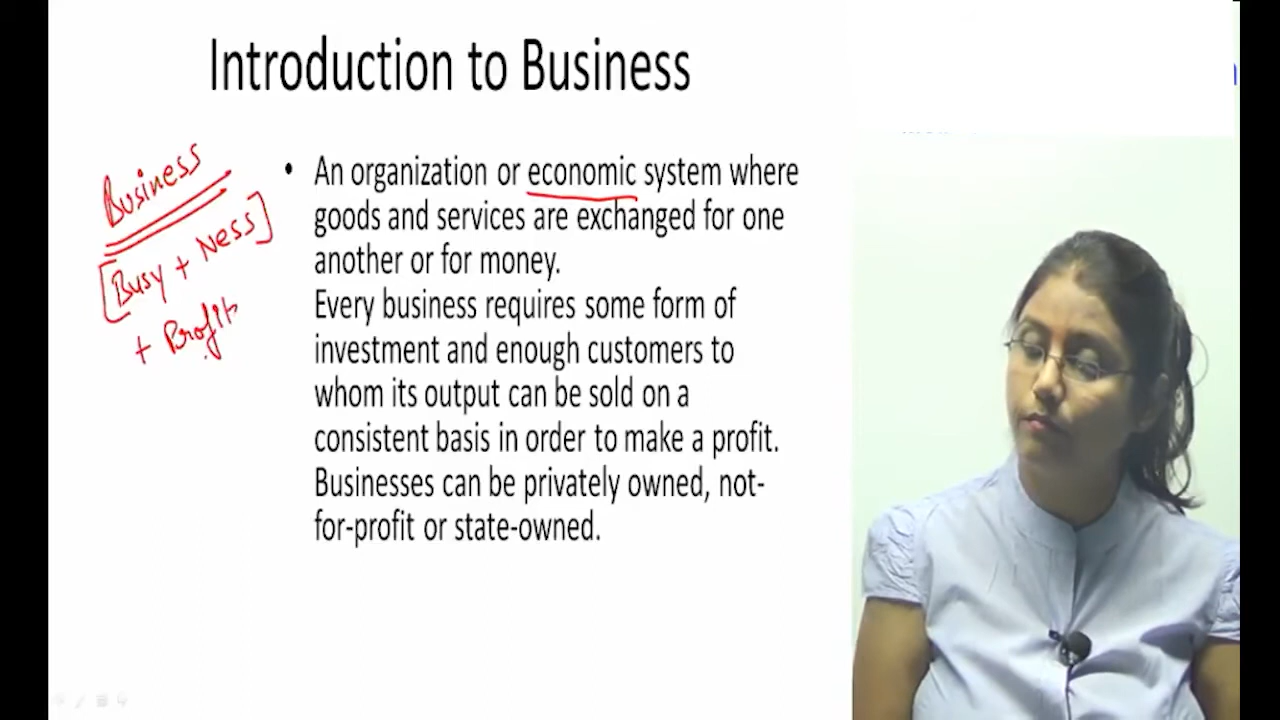 Introduction to Business
Business
[Busy + Ness]
+ Profit
• An organization or economic system where
goods and services are exchanged for one
another or for money.
Every business requires some form of
investment and enough customers to
whom its output can be sold on a
consistent basis in order to make a profit.
Businesses can be privately owned, not-
for-profit or state-owned.